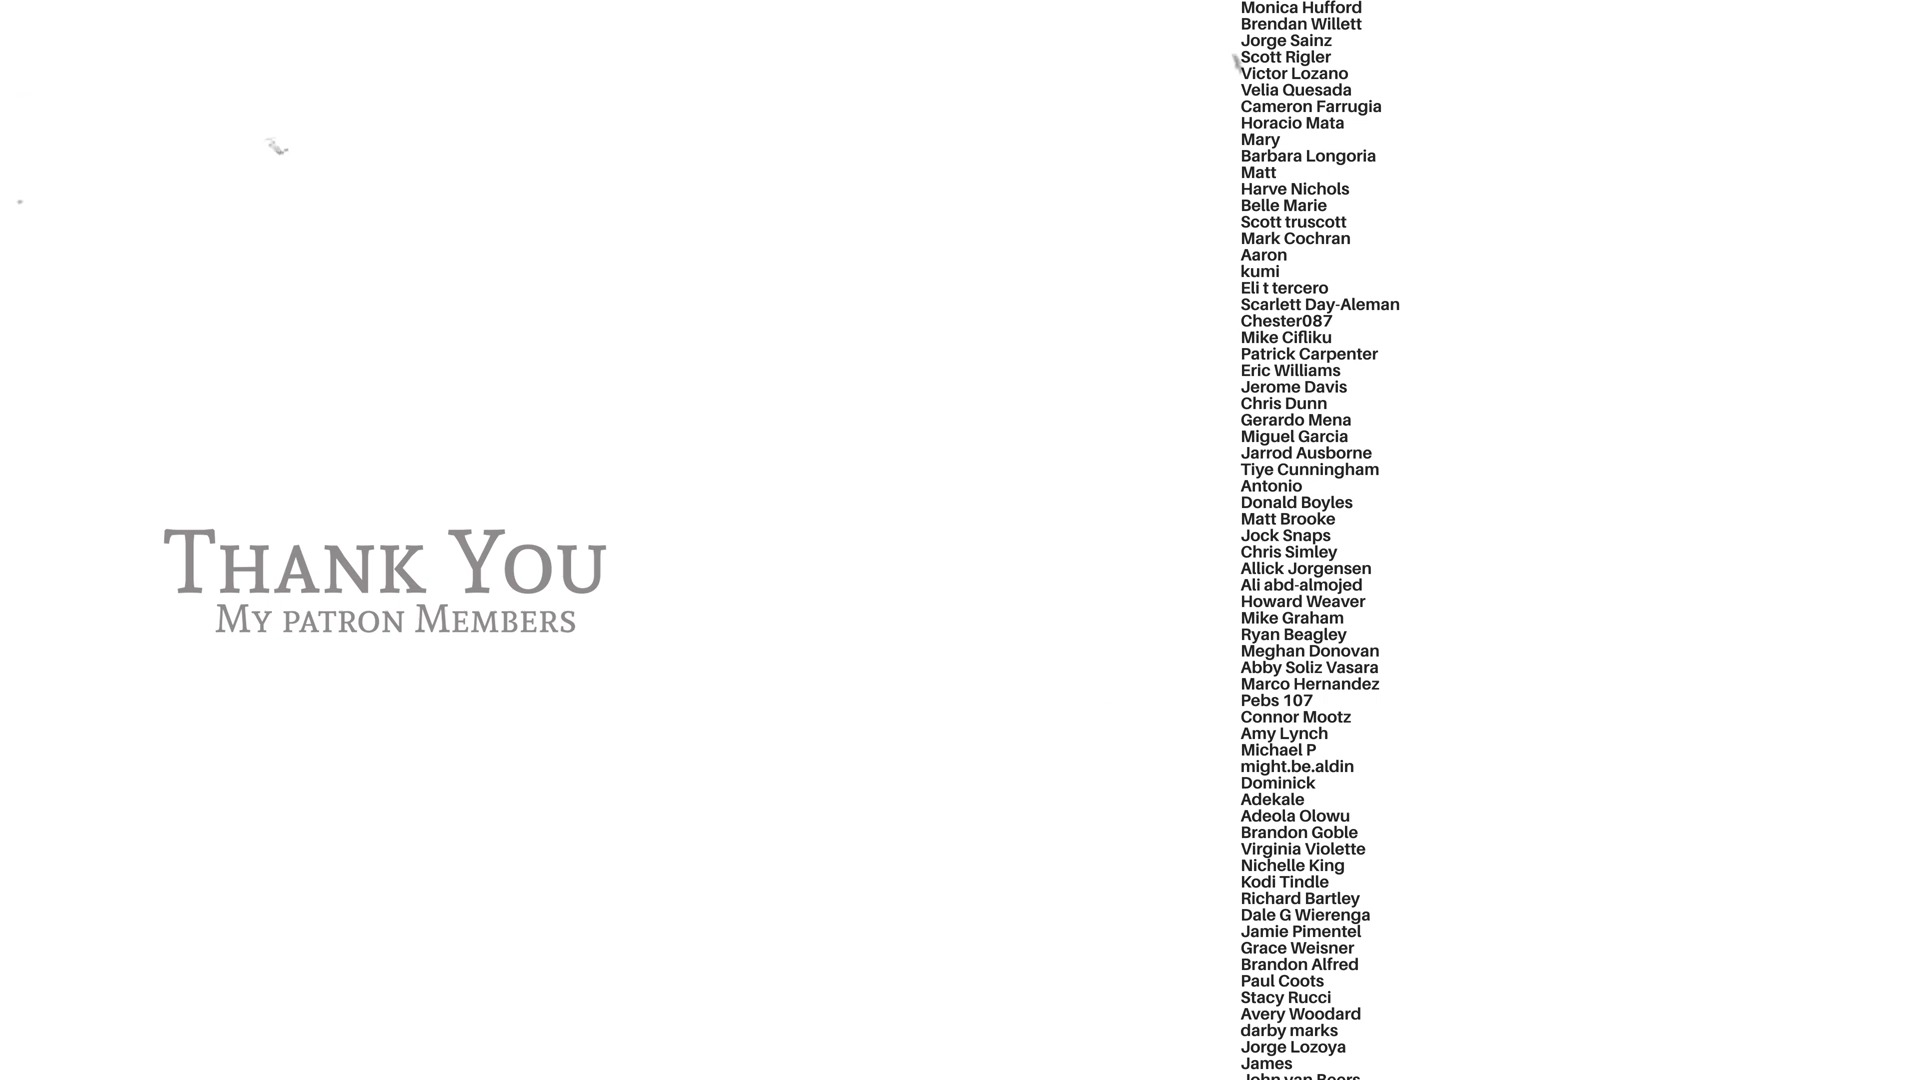 Thank You
My patron Members
Monica Hufford
Brendan Willett
Jorge Sainz
Scott Rigler
Victor Lozano
Velia Quesada
Cameron Farrugia
Horacio Mata
Mary
Barbara Longoria
Matt
Harve Nichols
Belle Marie
Scott truscott
Mark Cochran
Aaron
kumi
Eli t tercero
Scarlett Day-Aleman
Chester087
Mike Cifliku
Patrick Carpenter
Eric Williams
Jerome Davis
Chris Dunn
Gerardo Mena
Miguel Garcia
Jarrod Ausborne
Tiye Cunningham
Antonio
Donald Boyles
Matt Brooke
Jock Snaps
Chris Simley
Allick Jorgensen
Ali abd-almojed
Howard Weaver
Mike Graham
Ryan Beagley
Meghan Donovan
Abby Soliz Vasara
Marco Hernandez
Pebs 107
Connor Mootz
Amy Lynch
Michael P
might.be.aldin
Dominick
Adekale
Adeola Olowu
Brandon Goble
Virginia Violette
Nichelle King
Kodi Tindle
Richard Bartley
Dale G Wierenga
Jamie Pimentel
Grace Weisner
Brandon Alfred
Paul Coots
Stacy Rucci
Avery Woodard
darby marks
Jorge Lozoya
James
John van Beers